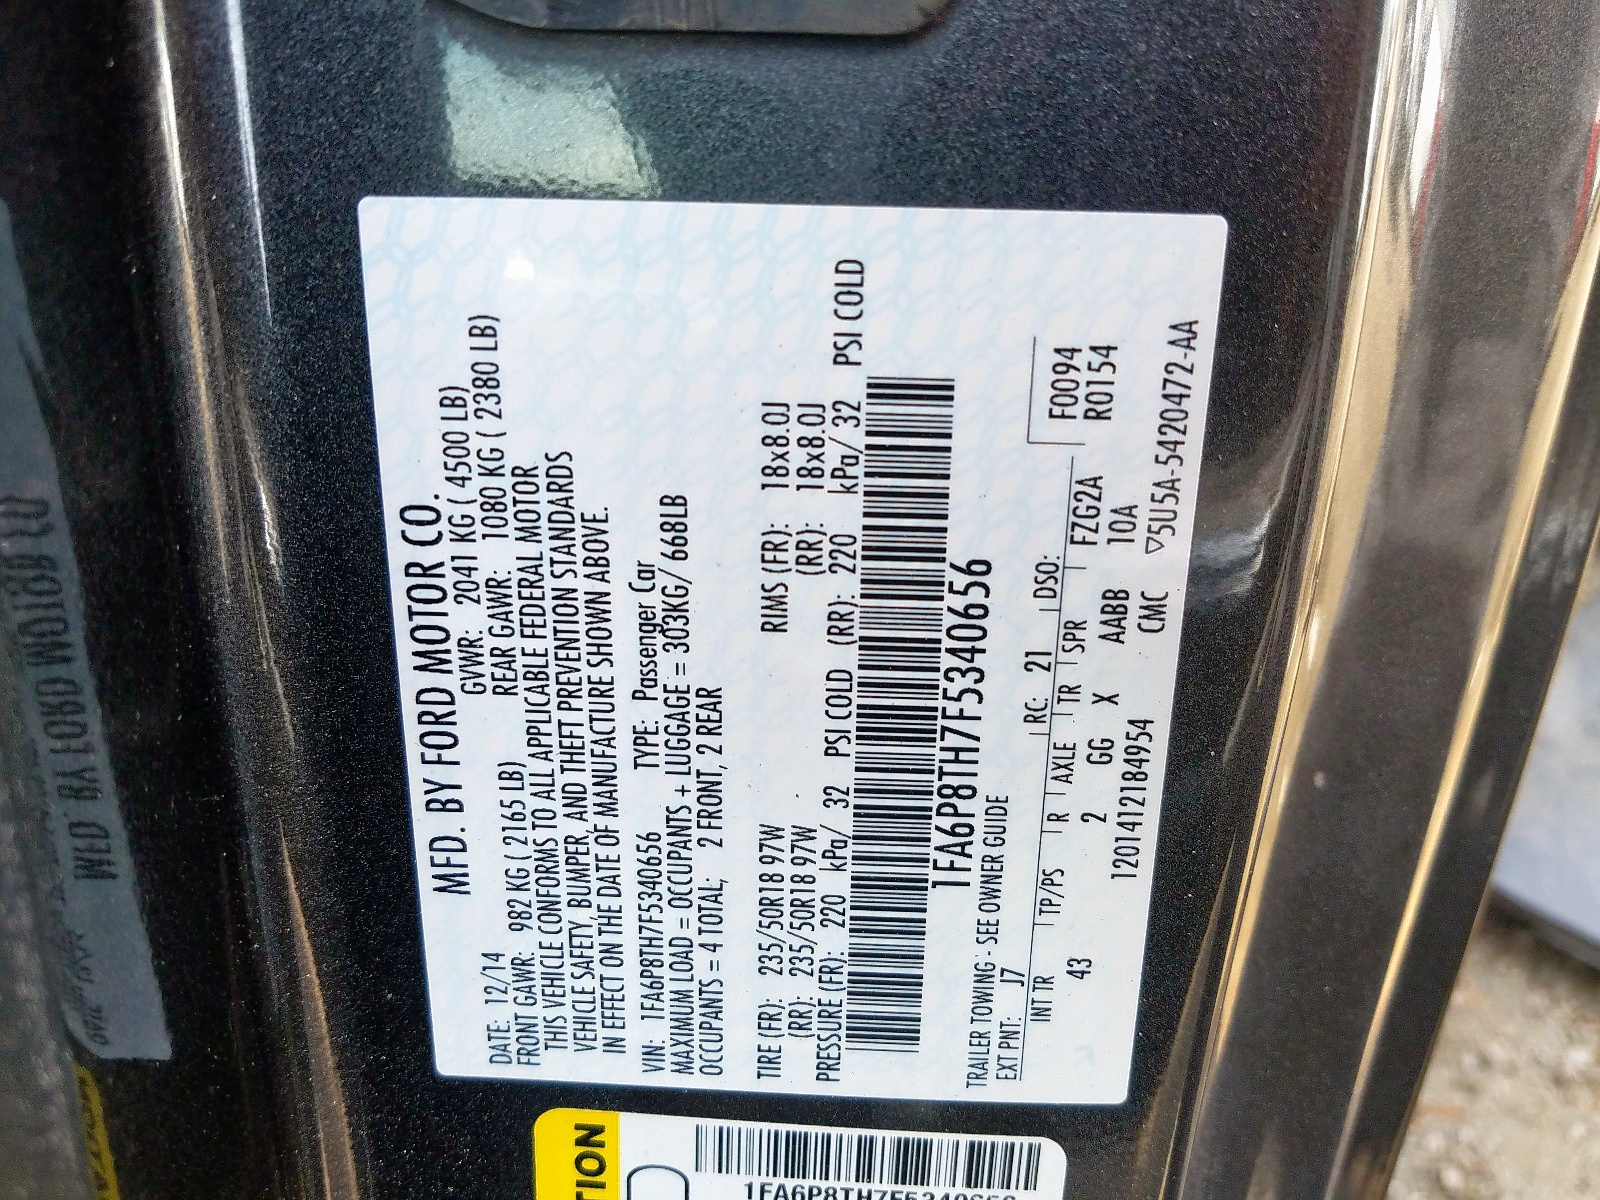 MFD. BY FORD MOTOR CO.
DATE: 12/14 GVWR: 2041 KG ( 4500 LB)
FRONT GAWR: 982 KG ( 2165 LB) REAR GAWR: 1080 KG ( 2380 LB)
THIS VEHICLE CONFORMS TO ALL APPLICABLE FEDERAL MOTOR
VEHICLE SAFETY, BUMPER, AND THEFT PREVENTION STANDARDS
IN EFFECT ON THE DATE OF MANUFACTURE SHOWN ABOVE.
VIN: 1FA6P8TH7F5340656 TYPE: Passenger Car
MAXIMUM LOAD = OCCUPANTS + LUGGAGE = 303KG/ 668LB
OCCUPANTS = 4 TOTAL; 2 FRONT, 2 REAR
TIRE (FR): 235/50R18 97W RIMS (FR): 18x8.0J
(RR): 235/50R18 97W (RR): 18x8.0J
PRESSURE (FR): 220 kPa/ 32 PSI COLD (RR): 220 kPa/ 32 PSI COLD
1FA6P8TH7F5340656
TRAILER TOWING - SEE OWNER GUIDE
EXT PNT: J7 RC: 21 DSO:
INT TR TP/PS R AXLE TR SPR F0094
43 2 GG X AABB FZG2A 10A R0154
1201412184954 CMC ▽5U5A-5420472-AA
TION
1FA6P8TH7F5340656